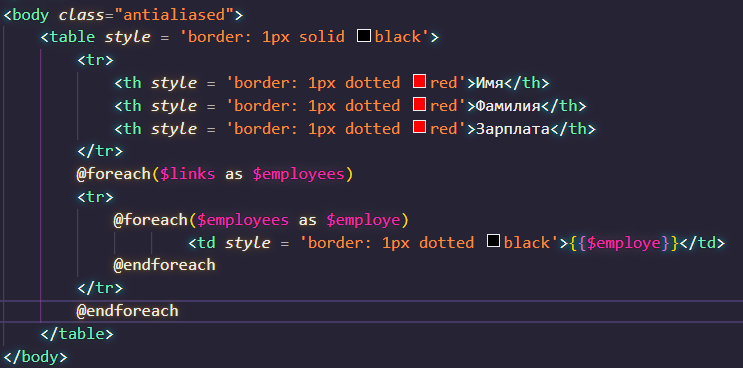 <body class="antialiased">
<table style = 'border: 1px solid black'>
<tr>
<th style = 'border: 1px dotted red'>Имя</th>
<th style = 'border: 1px dotted red'>Фамилия</th>
<th style = 'border: 1px dotted red'>Зарплата</th>
</tr>
@foreach($links as $employees)
<tr>
@foreach($employees as $employe)
<td style = 'border: 1px dotted black'>{{$employe}}</td>
@endforeach
</tr>
@endforeach
</table>
</body>